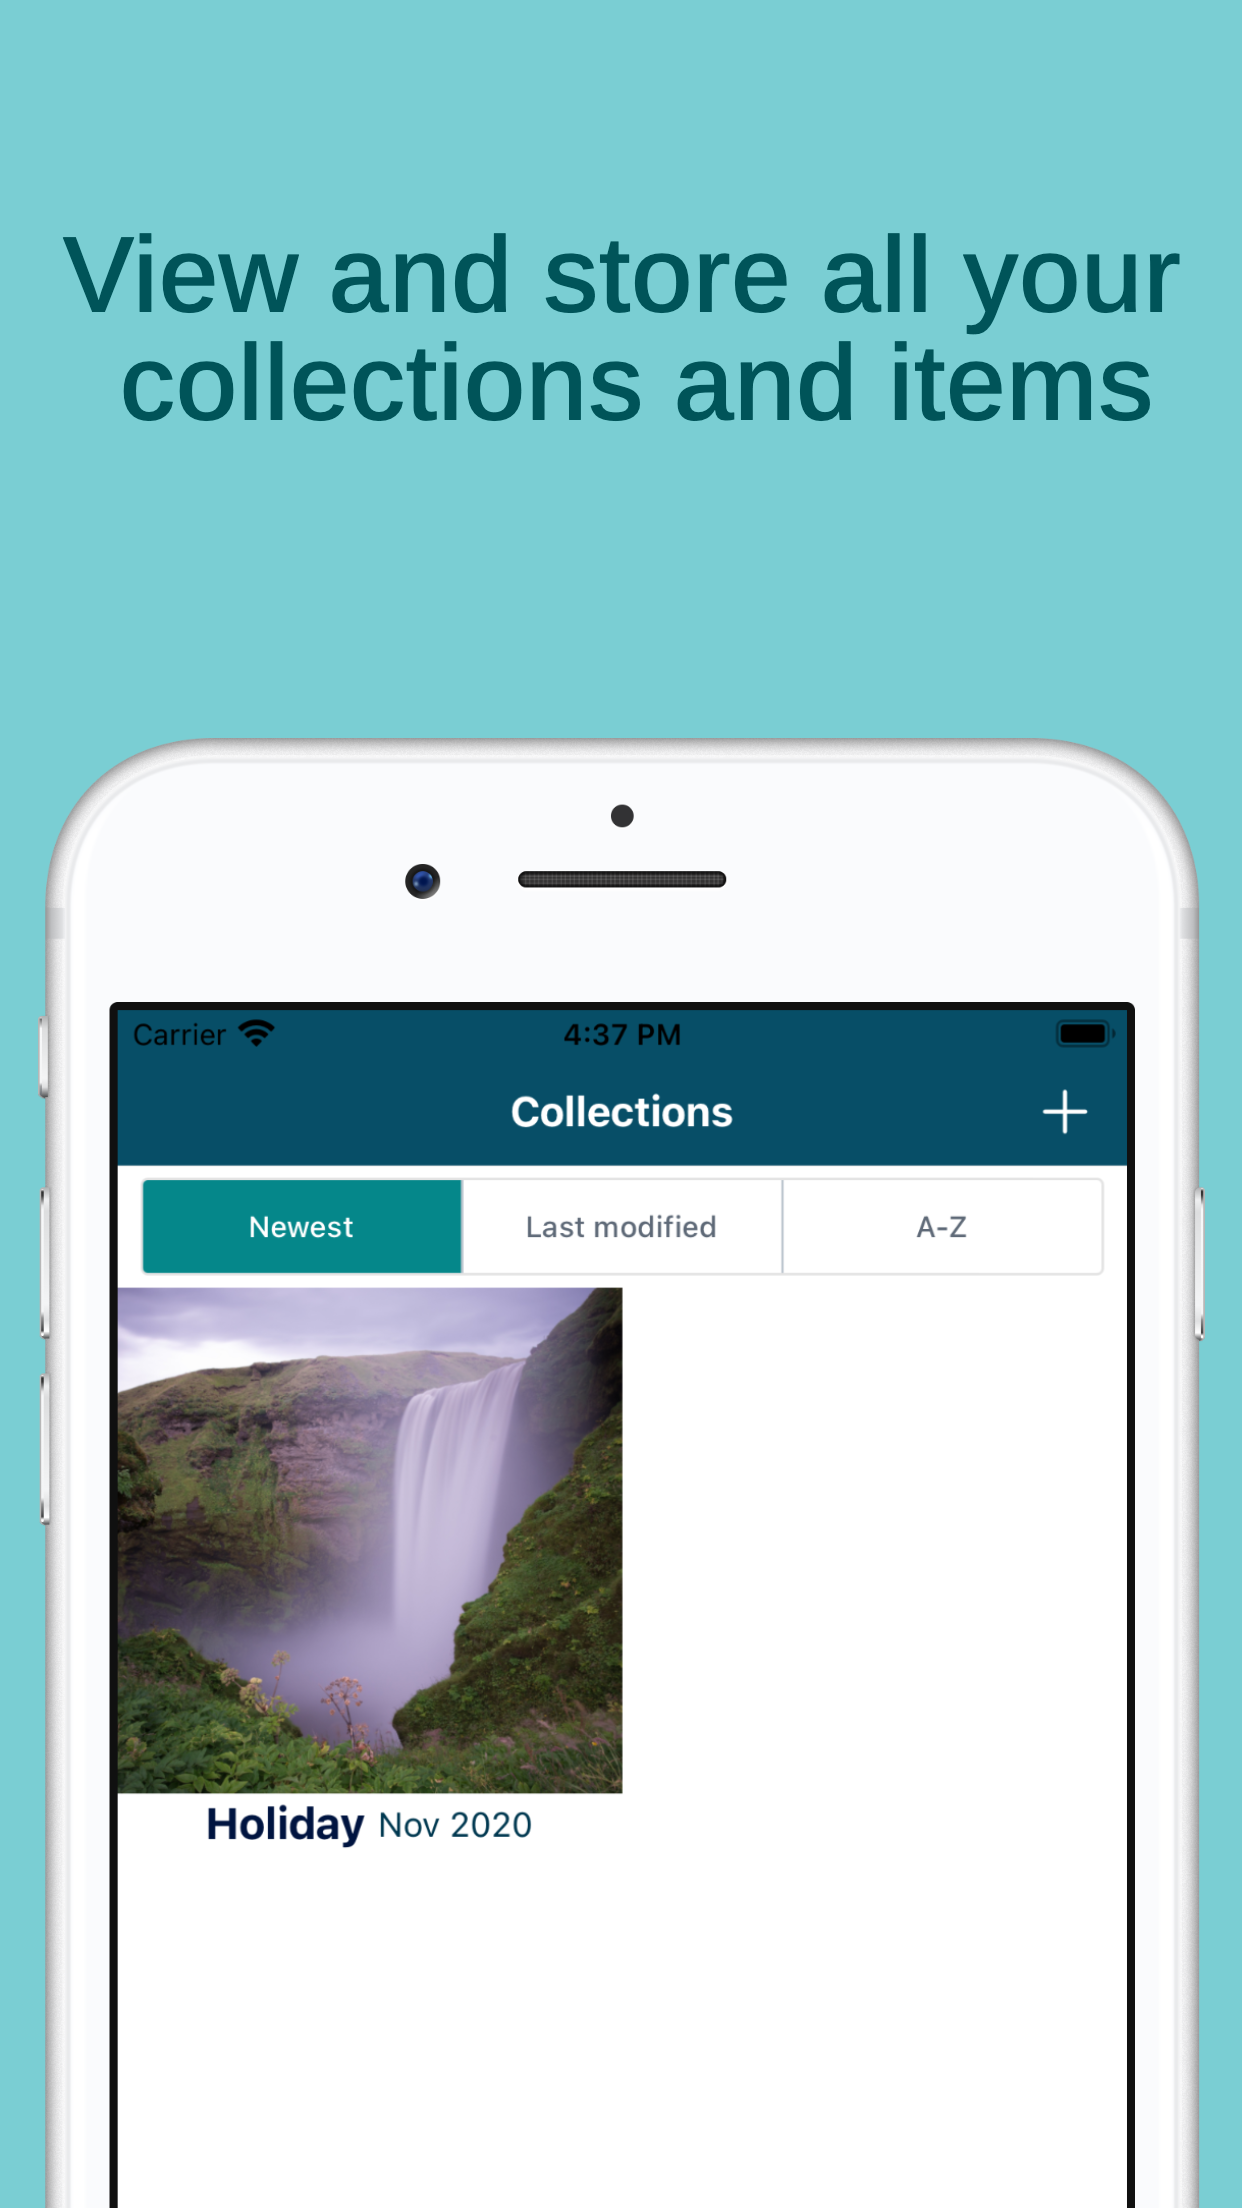 View and store all your
collections and items
Carrier 4:37 PM
Collections
Newest Last modified A-Z
Holiday Nov 2020